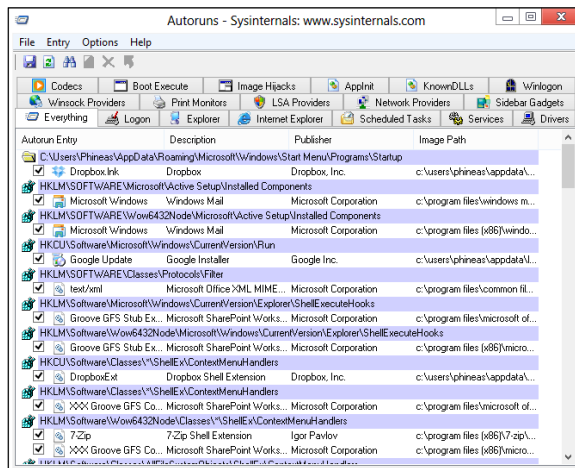 Autoruns - Sysinternals: www.sysinternals.com
File Entry Options Help
Codecs Boot Execute Image Hijacks AppInit KnownDLLs Winlogon
Winsock Providers Print Monitors LSA Providers Network Providers Sidebar Gadgets
Everything Logon Explorer Internet Explorer Scheduled Tasks Services Drivers
Autorun Entry Description Publisher Image Path
C:\Users\Phineas\AppData\Roaming\Microsoft\Windows\Start Menu\Programs\Startup
Dropbox.lnk Dropbox Dropbox, Inc. c:\users\phineas\appdata\...
HKLM\SOFTWARE\Microsoft\Active Setup\Installed Components
Microsoft Windows Windows Mail Microsoft Corporation c:\program files\windows m...
HKLM\SOFTWARE\Wow6432Node\Microsoft\Active Setup\Installed Components
Microsoft Windows Windows Mail Microsoft Corporation c:\program files (x86)\windo...
HKCU\Software\Microsoft\Windows\CurrentVersion\Run
Google Update Google Installer Google Inc. c:\users\phineas\appdata\l...
HKLM\SOFTWARE\Classes\Protocols\Filter
text/xml Microsoft Office XML MIME... Microsoft Corporation c:\program files\common fil...
HKLM\Software\Microsoft\Windows\CurrentVersion\Explorer\ShellExecuteHooks
Groove GFS Stub Ex... Microsoft SharePoint Works... Microsoft Corporation c:\program files\microsoft of...
HKLM\Software\Wow6432Node\Microsoft\Windows\CurrentVersion\Explorer\ShellExecuteHooks
Groove GFS Stub Ex... Microsoft SharePoint Works... Microsoft Corporation c:\program files (x86)\micro...
HKCU\Software\Classes\*\ShellEx\ContextMenuHandlers
DropboxExt Dropbox Shell Extension Dropbox, Inc. c:\users\phineas\appdata\...
HKLM\Software\Classes\*\ShellEx\ContextMenuHandlers
XXX Groove GFS Co... Microsoft SharePoint Works... Microsoft Corporation c:\program files\microsoft of...
HKLM\Software\Wow6432Node\Classes\*\ShellEx\ContextMenuHandlers
7-Zip 7-Zip Shell Extension Igor Pavlov c:\program files (x86)\7-zip\...
XXX Groove GFS Co... Microsoft SharePoint Works... Microsoft Corporation c:\program files (x86)\micro...
HKLM\Software\Classes\AllFileSystemObjects\ShellEx\ContextMenuHandlers